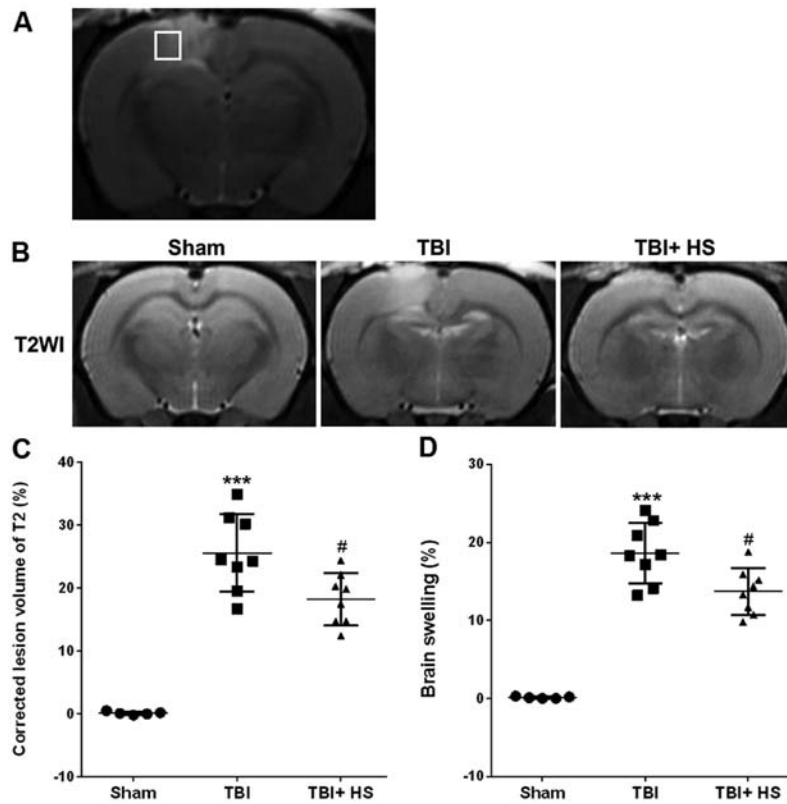 A
B
Sham TBI TBI+ HS
T2WI
C
Corrected lesion volume of T2 (%)
40
30
20
10
0
-10
***
#
Sham TBI TBI+ HS
D
Brain swelling (%)
30
20
10
0
-10
***
#
Sham TBI TBI+ HS